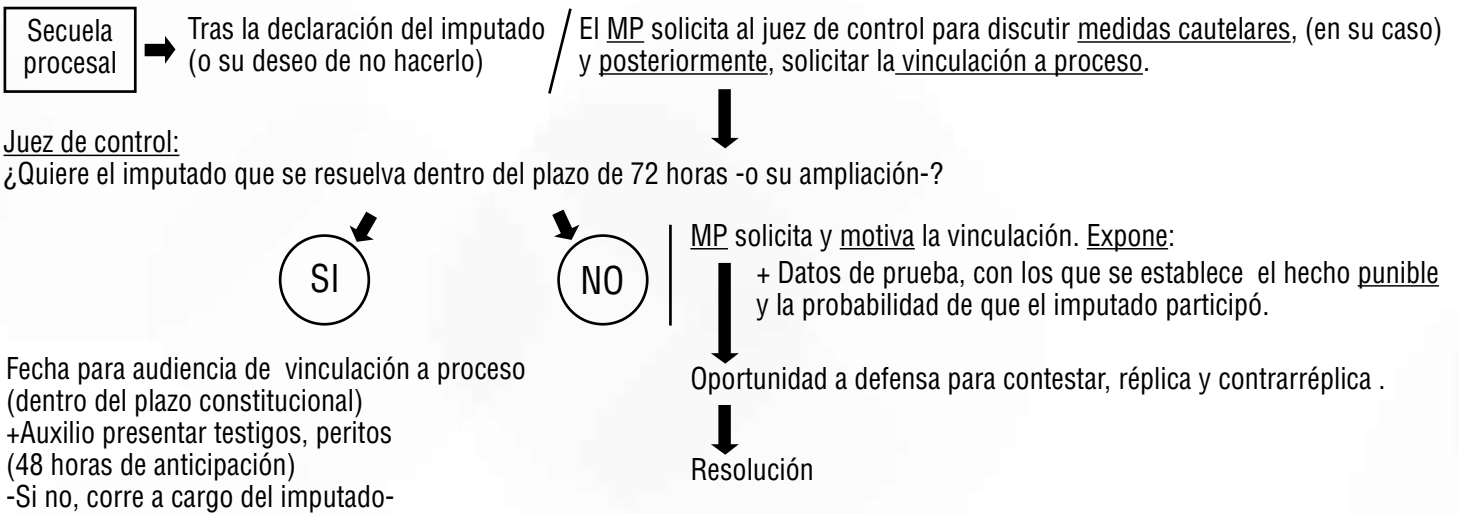 Secuela
procesal
Tras la declaración del imputado
(o su deseo de no hacerlo)
El MP solicita al juez de control para discutir medidas cautelares, (en su caso)
y posteriormente, solicitar la vinculación a proceso.
Juez de control:
¿Quiere el imputado que se resuelva dentro del plazo de 72 horas -o su ampliación-?
SI
NO
MP solicita y motiva la vinculación. Expone:
+ Datos de prueba, con los que se establece el hecho punible
y la probabilidad de que el imputado participó.
Oportunidad a defensa para contestar, réplica y contrarréplica .
Resolución
Fecha para audiencia de vinculación a proceso
(dentro del plazo constitucional)
+Auxilio presentar testigos, peritos
(48 horas de anticipación)
-Si no, corre a cargo del imputado-